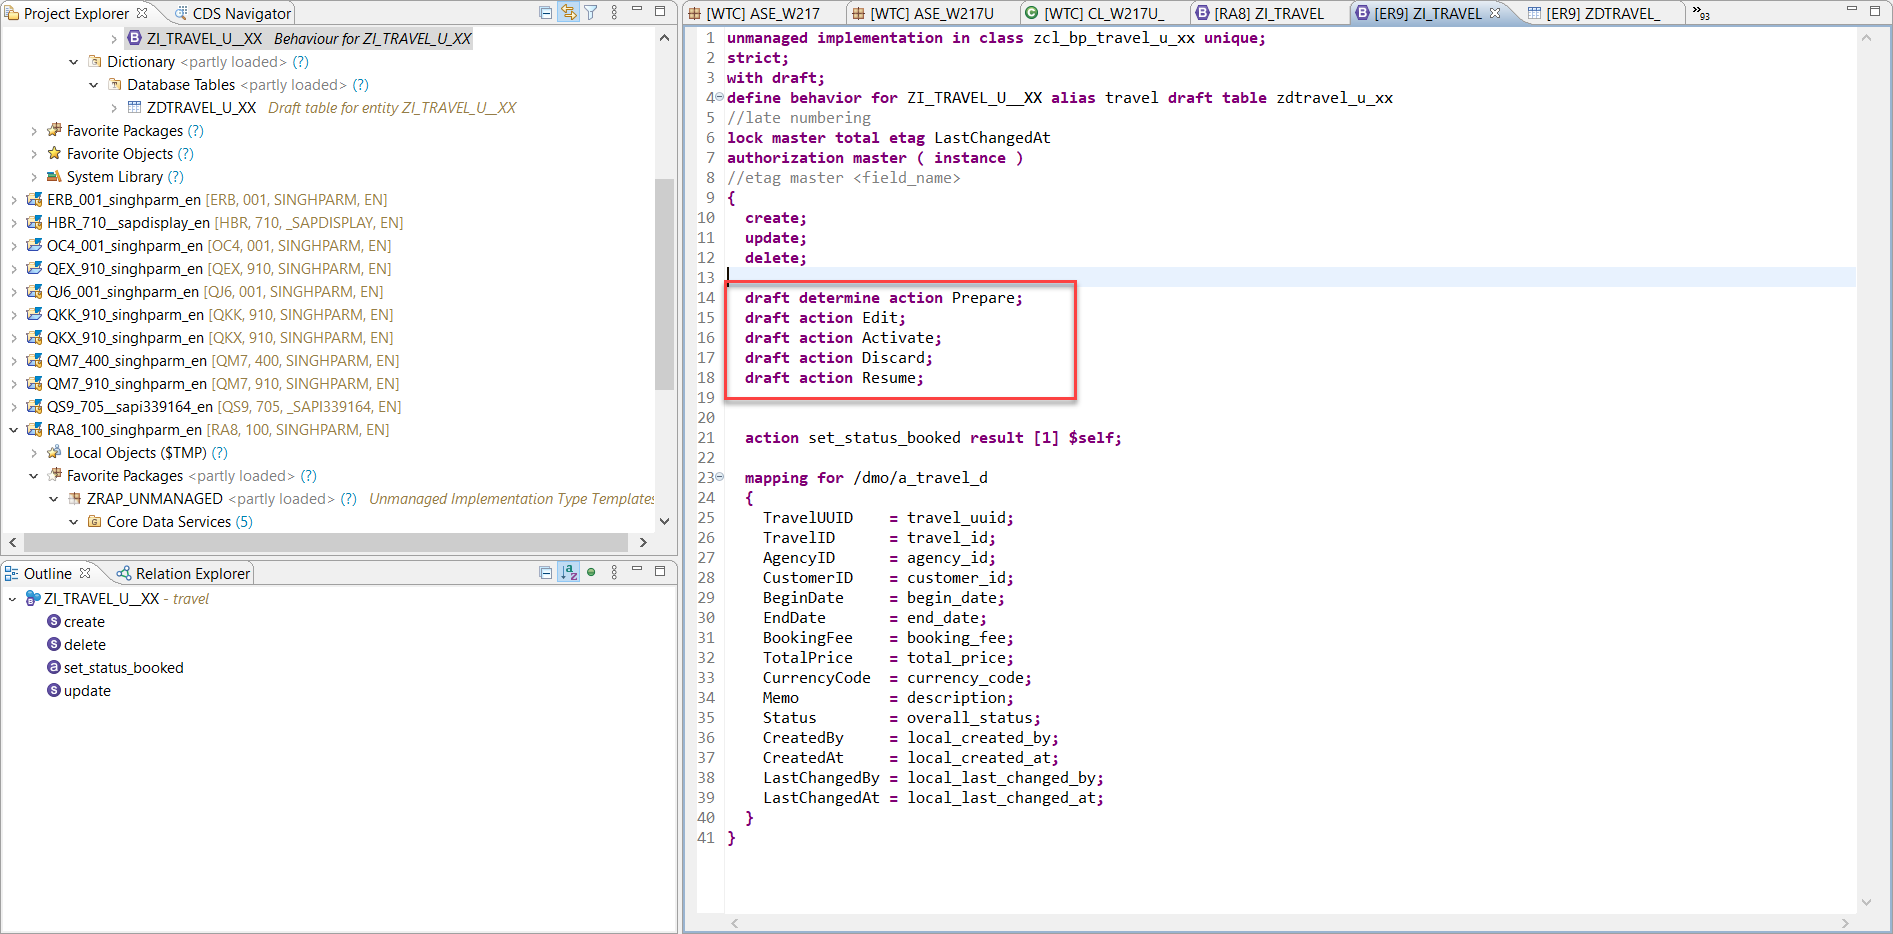 Project Explorer CDS Navigator
ZI_TRAVEL_U__XX Behaviour for ZI_TRAVEL_U_XX
Dictionary <partly loaded> (?)
Database Tables <partly loaded> (?)
ZDTRAVEL_U_XX Draft table for entity ZI_TRAVEL_U__XX
Favorite Packages (?)
Favorite Objects (?)
System Library (?)
ERB_001_singhparm_en [ERB, 001, SINGHPARM, EN]
HBR_710__sapdisplay_en [HBR, 710, _SAPDISPLAY, EN]
OC4_001_singhparm_en [OC4, 001, SINGHPARM, EN]
QEX_910_singhparm_en [QEX, 910, SINGHPARM, EN]
QJ6_001_singhparm_en [QJ6, 001, SINGHPARM, EN]
QKK_910_singhparm_en [QKK, 910, SINGHPARM, EN]
QKX_910_singhparm_en [QKX, 910, SINGHPARM, EN]
QM7_400_singhparm_en [QM7, 400, SINGHPARM, EN]
QM7_910_singhparm_en [QM7, 910, SINGHPARM, EN]
QS9_705__sapi339164_en [QS9, 705, _SAPI339164, EN]
RA8_100_singhparm_en [RA8, 100, SINGHPARM, EN]
Local Objects ($TMP) (?)
Favorite Packages <partly loaded> (?)
ZRAP_UNMANAGED <partly loaded> (?) Unmanaged Implementation Type Templates
Core Data Services (5)
Outline Relation Explorer
ZI_TRAVEL_U__XX - travel
create
delete
set_status_booked
update
[WTC] ASE_W217 [WTC] ASE_W217U [WTC] CL_W217U_ [RA8] ZI_TRAVEL [ER9] ZI_TRAVEL [ER9] ZDTRAVEL_ »93
1 unmanaged implementation in class zcl_bp_travel_u_xx unique;
2 strict;
3 with draft;
4 define behavior for ZI_TRAVEL_U__XX alias travel draft table zdtravel_u_xx
5 //late numbering
6 lock master total etag LastChangedAt
7 authorization master ( instance )
8 //etag master <field_name>
9 {
10 create;
11 update;
12 delete;
13
14 draft determine action Prepare;
15 draft action Edit;
16 draft action Activate;
17 draft action Discard;
18 draft action Resume;
19
20
21 action set_status_booked result [1] $self;
22
23 mapping for /dmo/a_travel_d
24 {
25 TravelUUID = travel_uuid;
26 TravelID = travel_id;
27 AgencyID = agency_id;
28 CustomerID = customer_id;
29 BeginDate = begin_date;
30 EndDate = end_date;
31 BookingFee = booking_fee;
32 TotalPrice = total_price;
33 CurrencyCode = currency_code;
34 Memo = description;
35 Status = overall_status;
36 CreatedBy = local_created_by;
37 CreatedAt = local_created_at;
38 LastChangedBy = local_last_changed_by;
39 LastChangedAt = local_last_changed_at;
40 }
41 }